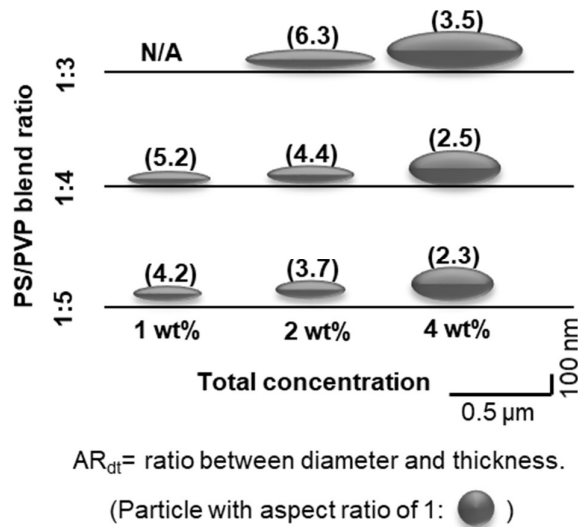 PS/PVP blend ratio
1:3
N/A
(6.3)
(3.5)
1:4
(5.2)
(4.4)
(2.5)
1:5
(4.2)
(3.7)
(2.3)
1 wt%
2 wt%
4 wt%
Total concentration
100 nm
0.5 µm
ARdt= ratio between diameter and thickness.
(Particle with aspect ratio of 1: )